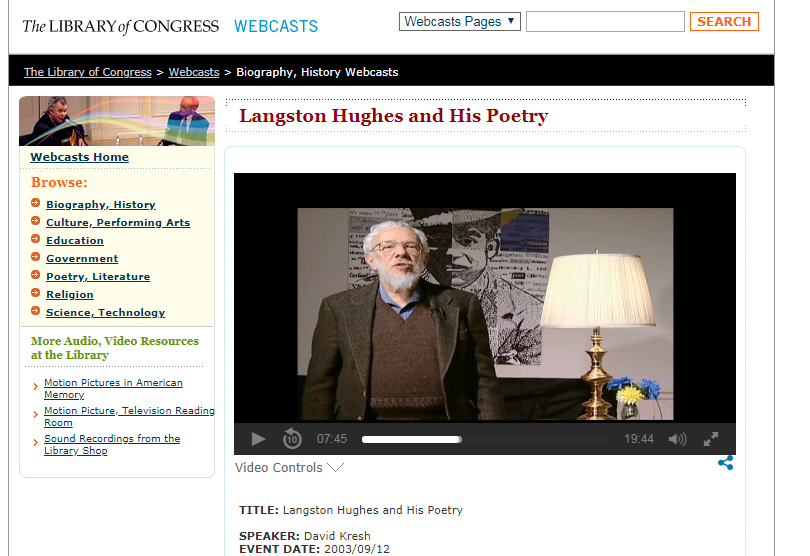 The LIBRARY of CONGRESS WEBCASTS
Webcasts Pages
SEARCH
The Library of Congress > Webcasts > Biography, History Webcasts
Webcasts Home
Browse:
Biography, History
Culture, Performing Arts
Education
Government
Poetry, Literature
Religion
Science, Technology
More Audio, Video Resources
at the Library
Motion Pictures in American
Memory
Motion Picture, Television Reading
Room
Sound Recordings from the
Library Shop
Langston Hughes and His Poetry
10
07:45
19:44
Video Controls
TITLE: Langston Hughes and His Poetry
SPEAKER: David Kresh
EVENT DATE: 2003/09/12